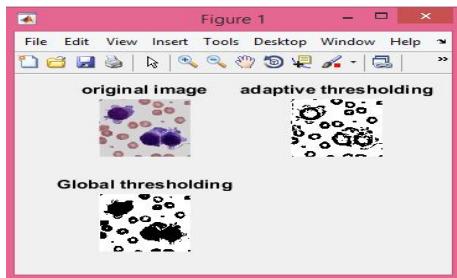 Figure 1
File Edit View Insert Tools Desktop Window Help
original image adaptive thresholding
Global thresholding